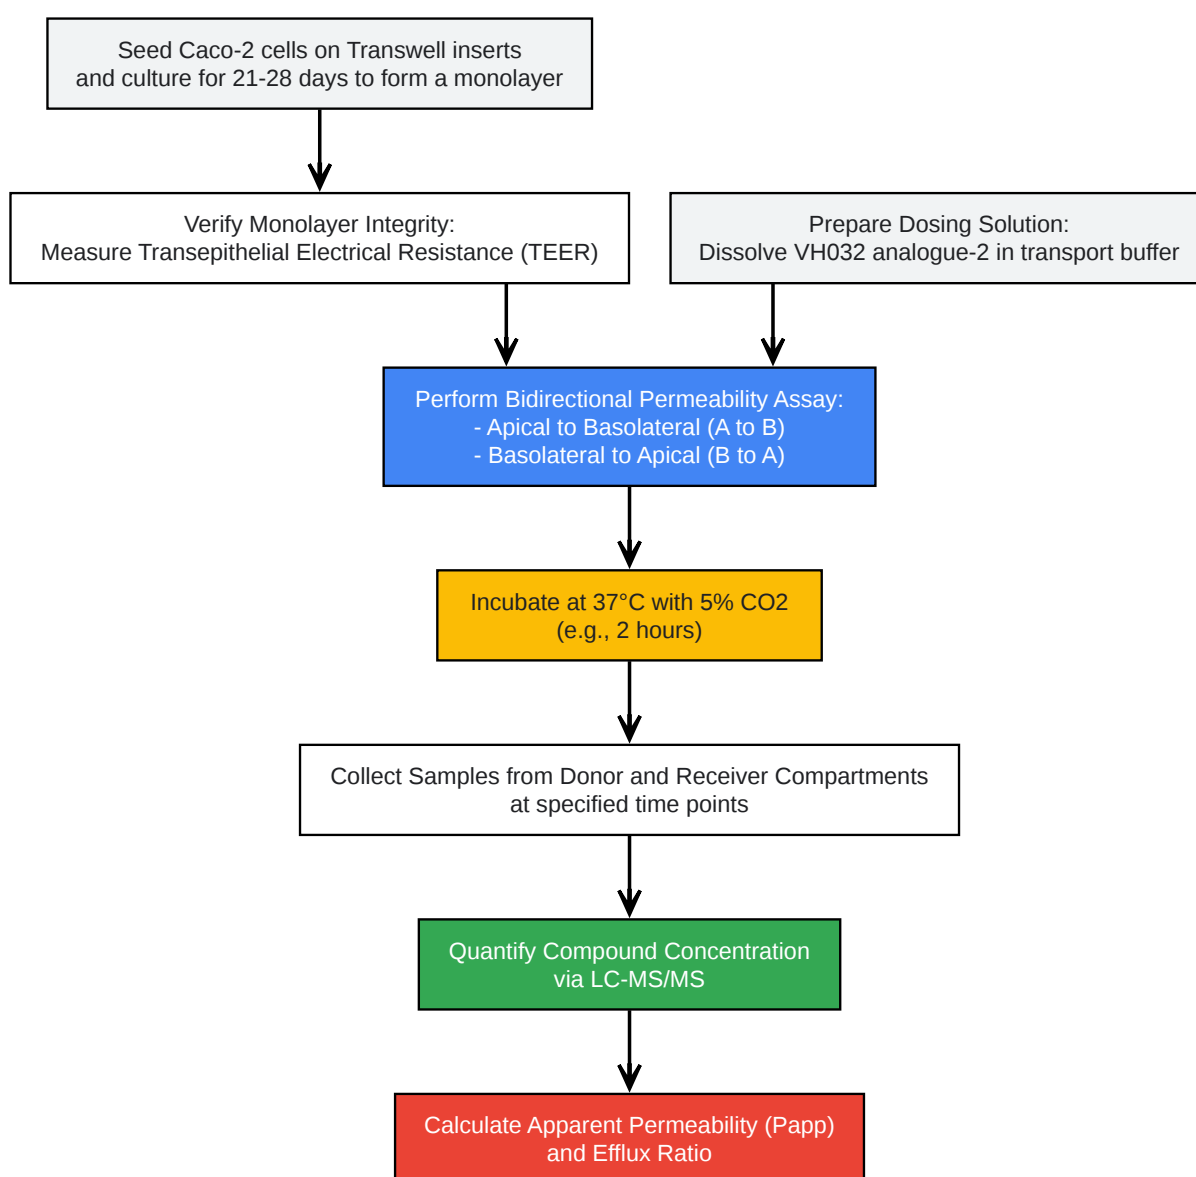 Seed Caco-2 cells on Transwell inserts
and culture for 21-28 days to form a monolayer
Verify Monolayer Integrity:
Measure Transepithelial Electrical Resistance (TEER)
Prepare Dosing Solution:
Dissolve VH032 analogue-2 in transport buffer
Perform Bidirectional Permeability Assay:
- Apical to Basolateral (A to B)
- Basolateral to Apical (B to A)
Incubate at 37°C with 5% CO2
(e.g., 2 hours)
Collect Samples from Donor and Receiver Compartments
at specified time points
Quantify Compound Concentration
via LC-MS/MS
Calculate Apparent Permeability (Papp)
and Efflux Ratio